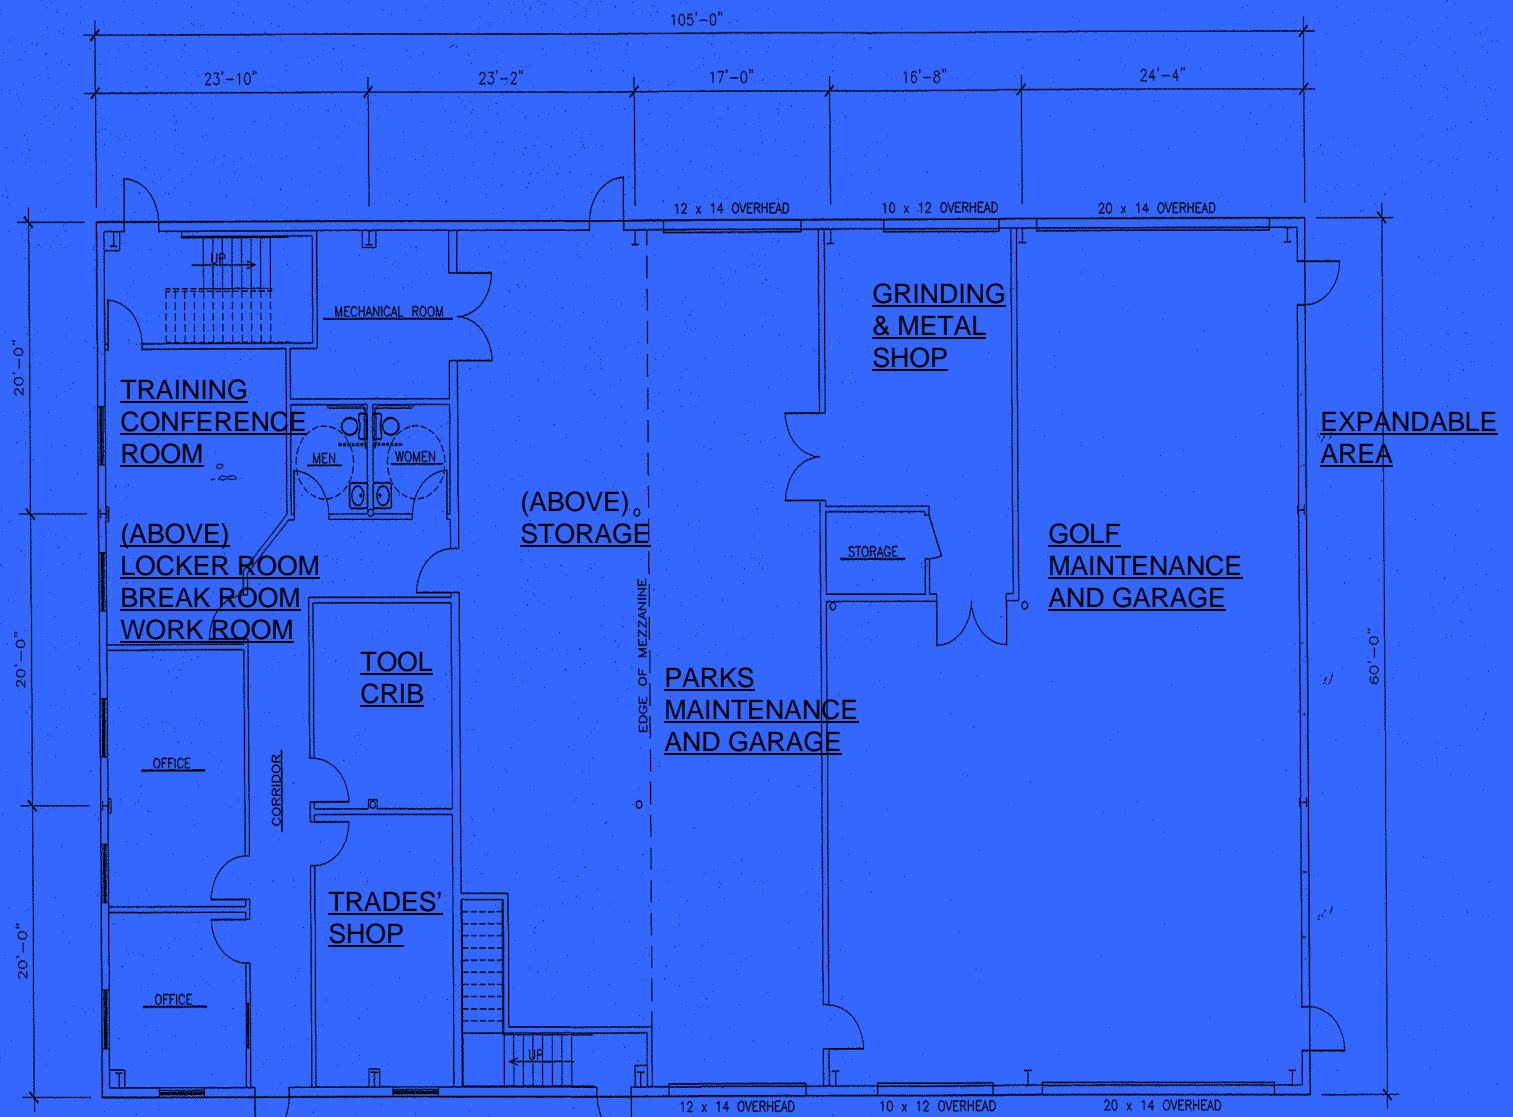 105'-0"
23'-10"
23'-2"
17'-0"
16'-8"
24'-4"
12 x 14 OVERHEAD
10 x 12 OVERHEAD
20 x 14 OVERHEAD
UP
MECHANICAL ROOM
GRINDING
& METAL
SHOP
20'-0"
TRAINING
CONFERENCE
ROOM
EXPANDABLE
AREA
MEN
WOMEN
(ABOVE)
STORAGE
(ABOVE)
LOCKER ROOM
BREAK ROOM
WORK ROOM
STORAGE
GOLF
MAINTENANCE
AND GARAGE
20'-0"
TOOL
CRIB
EDGE OF MEZZANINE
PARKS
MAINTENANCE
AND GARAGE
60'-0"
OFFICE
CORRIDOR
TRADES'
SHOP
20'-0"
OFFICE
UP
12 x 14 OVERHEAD
10 x 12 OVERHEAD
20 x 14 OVERHEAD